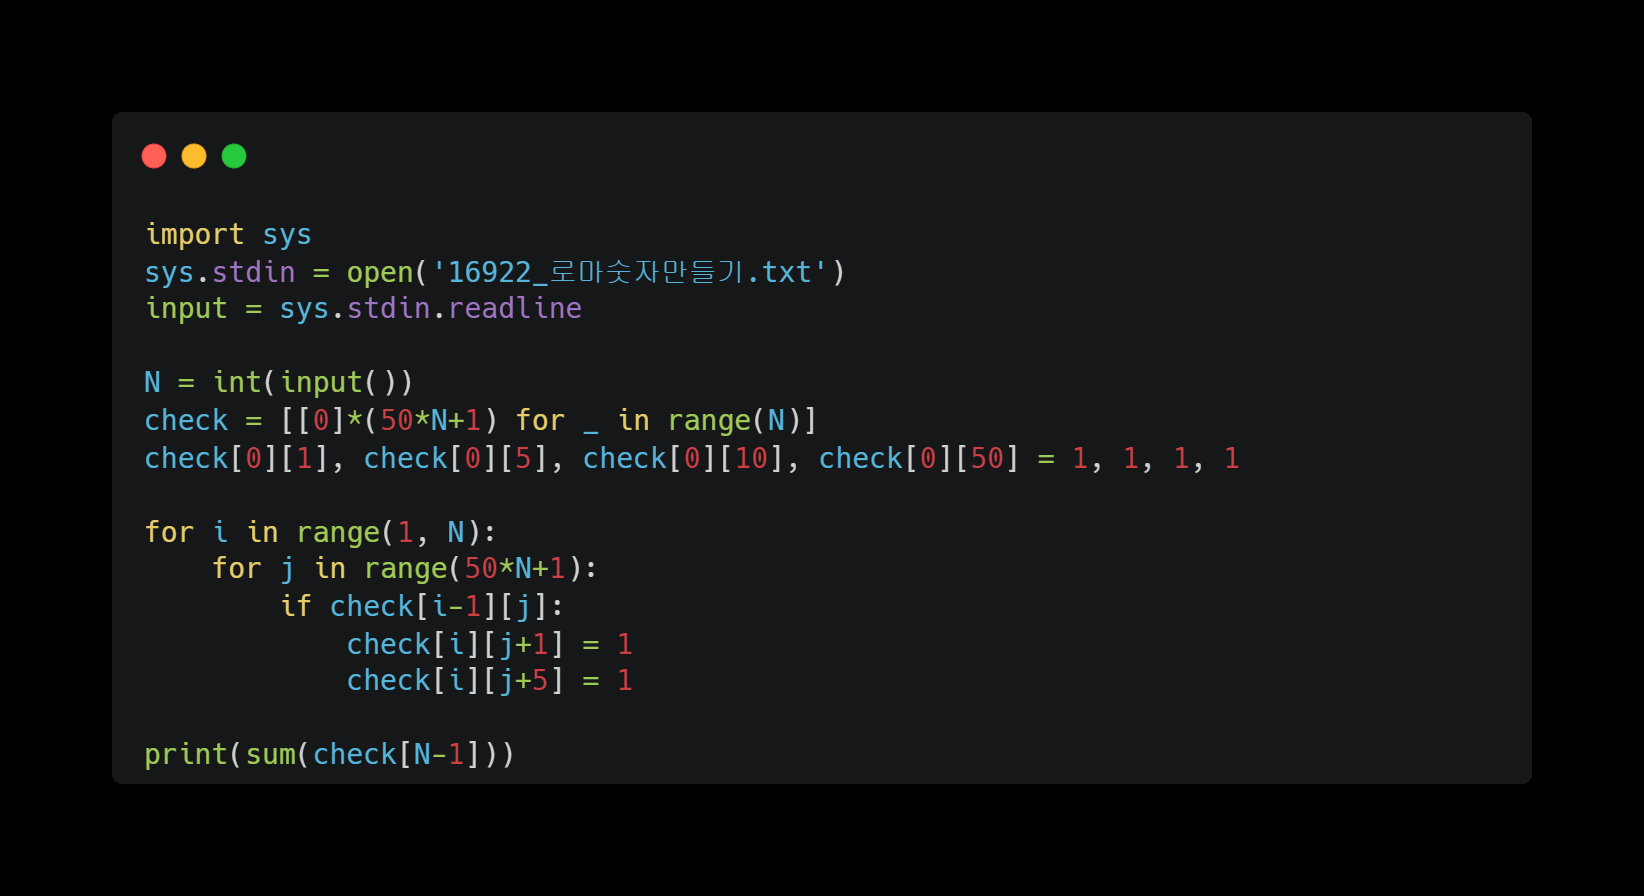 import sys
sys.stdin = open('16922_로마숫자만들기.txt')
input = sys.stdin.readline

N = int(input())
check = [[0]*(50*N+1) for _ in range(N)]
check[0][1], check[0][5], check[0][10], check[0][50] = 1, 1, 1, 1

for i in range(1, N):
    for j in range(50*N+1):
        if check[i-1][j]:
            check[i][j+1] = 1
            check[i][j+5] = 1

print(sum(check[N-1]))